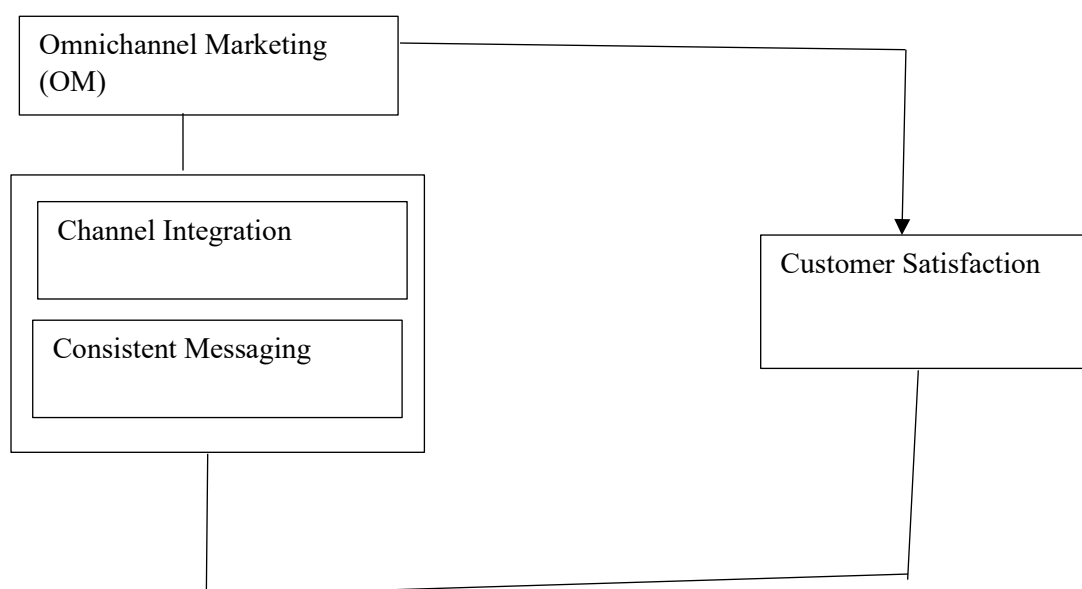 Omnichannel Marketing
(OM)
Channel Integration
Consistent Messaging
Customer Satisfaction